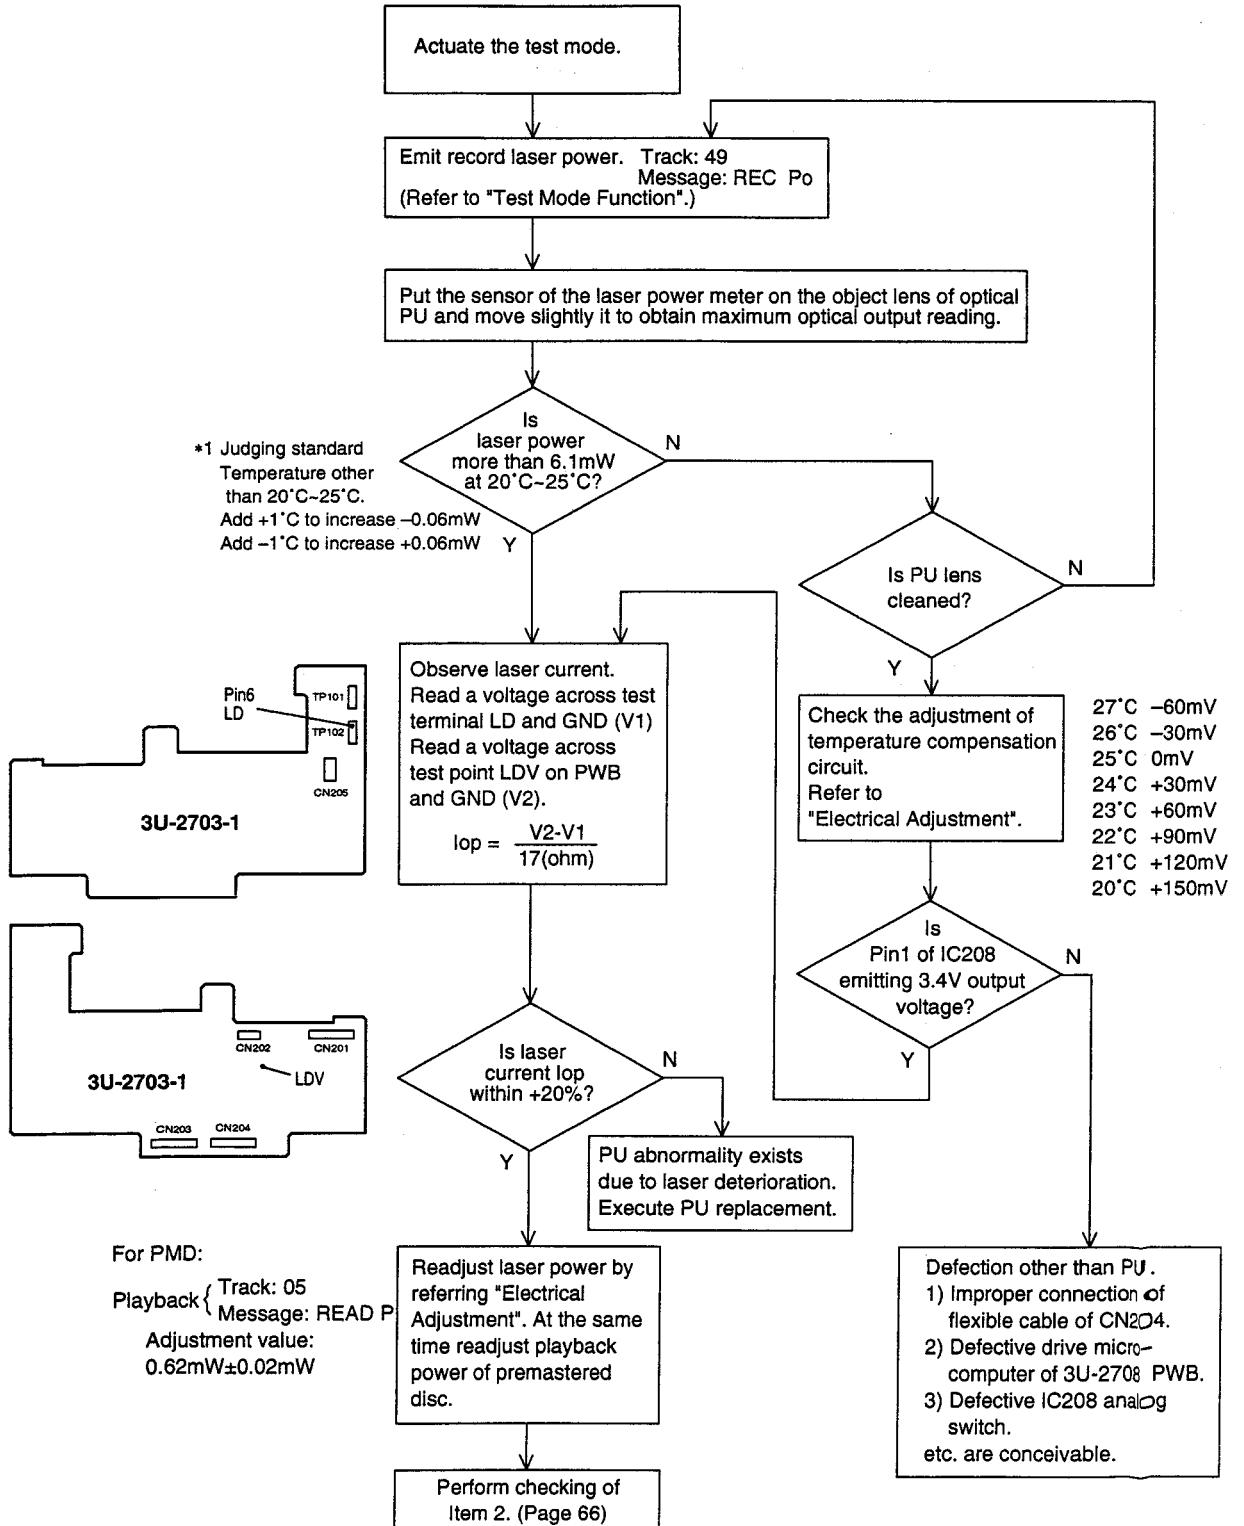 Actuate the test mode.
Emit record laser power. Track: 49
Message: REC Po
(Refer to "Test Mode Function".)
Put the sensor of the laser power meter on the object lens of optical
PU and move slightly it to obtain maximum optical output reading.
Is
laser power
more than 6.1mW
at 20°C~25°C?
N
Y
*1 Judging standard
Temperature other
than 20°C~25°C.
Add +1°C to increase –0.06mW
Add –1°C to increase +0.06mW
Is PU lens
cleaned?
N
Y
Observe laser current.
Read a voltage across test
terminal LD and GND (V1)
Read a voltage across
test point LDV on PWB
and GND (V2).
Iop = V2-V1
17(ohm)
Pin6
LD
TP101
TP102
CN205
3U-2703-1
Check the adjustment of
temperature compensation
circuit.
Refer to
"Electrical Adjustment".
27°C –60mV
26°C –30mV
25°C 0mV
24°C +30mV
23°C +60mV
22°C +90mV
21°C +120mV
20°C +150mV
Is
Pin1 of IC208
emitting 3.4V output
voltage?
N
Y
CN202
CN201
3U-2703-1
LDV
CN203
CN204
Is laser
current Iop
within +20%?
N
Y
PU abnormality exists
due to laser deterioration.
Execute PU replacement.
For PMD:
Playback { Track: 05
Message: READ P
Adjustment value:
0.62mW±0.02mW
Readjust laser power by
referring "Electrical
Adjustment". At the same
time readjust playback
power of premastered
disc.
Defection other than PU.
1) Improper connection of
flexible cable of CN204.
2) Defective drive micro–
computer of 3U-2708 PWB.
3) Defective IC208 analog
switch.
etc. are conceivable.
Perform checking of
Item 2. (Page 66)